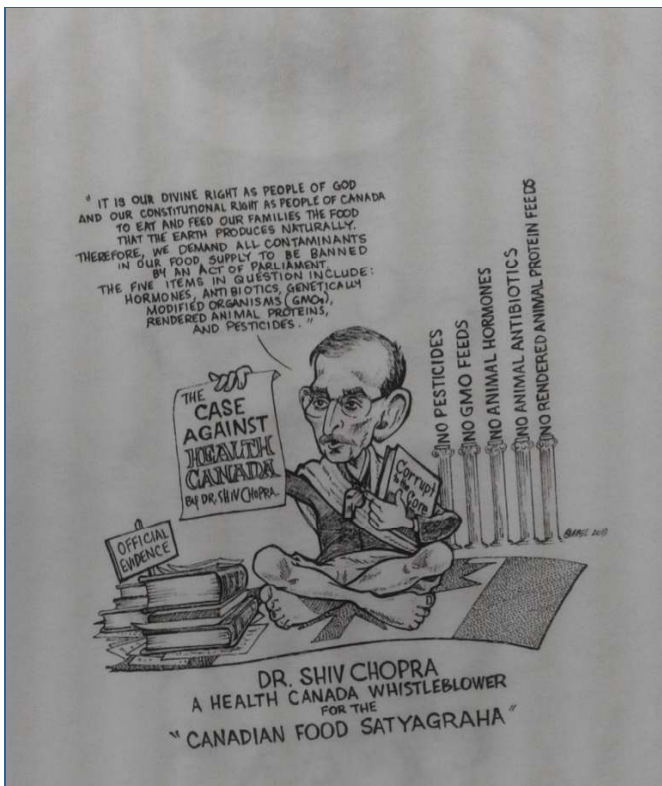 " IT IS OUR DIVINE RIGHT AS PEOPLE OF GOD
AND OUR CONSTITUTIONAL RIGHT AS PEOPLE OF CANADA
TO EAT AND FEED OUR FAMILIES THE FOOD
THAT THE EARTH PRODUCES NATURALLY.
THEREFORE, WE DEMAND ALL CONTAMINANTS
IN OUR FOOD SUPPLY TO BE BANNED
BY AN ACT OF PARLIAMENT.
THE FIVE ITEMS IN QUESTION INCLUDE:
HORMONES, ANTIBIOTICS, GENETICALLY
MODIFIED ORGANISMS (GMOs),
RENDERED ANIMAL PROTEINS,
AND PESTICIDES. "
NO PESTICIDES
NO GMO FEEDS
NO ANIMAL HORMONES
NO ANIMAL ANTIBIOTICS
NO RENDERED ANIMAL PROTEIN FEEDS
THE
CASE
AGAINST
HEALTH
CANADA
By DR. SHIV CHOPRA
Corrupt
to the
Core
OFFICIAL
EVIDENCE
DR. SHIV CHOPRA
A HEALTH CANADA WHISTLEBLOWER
FOR THE
" CANADIAN FOOD SATYAGRAHA "